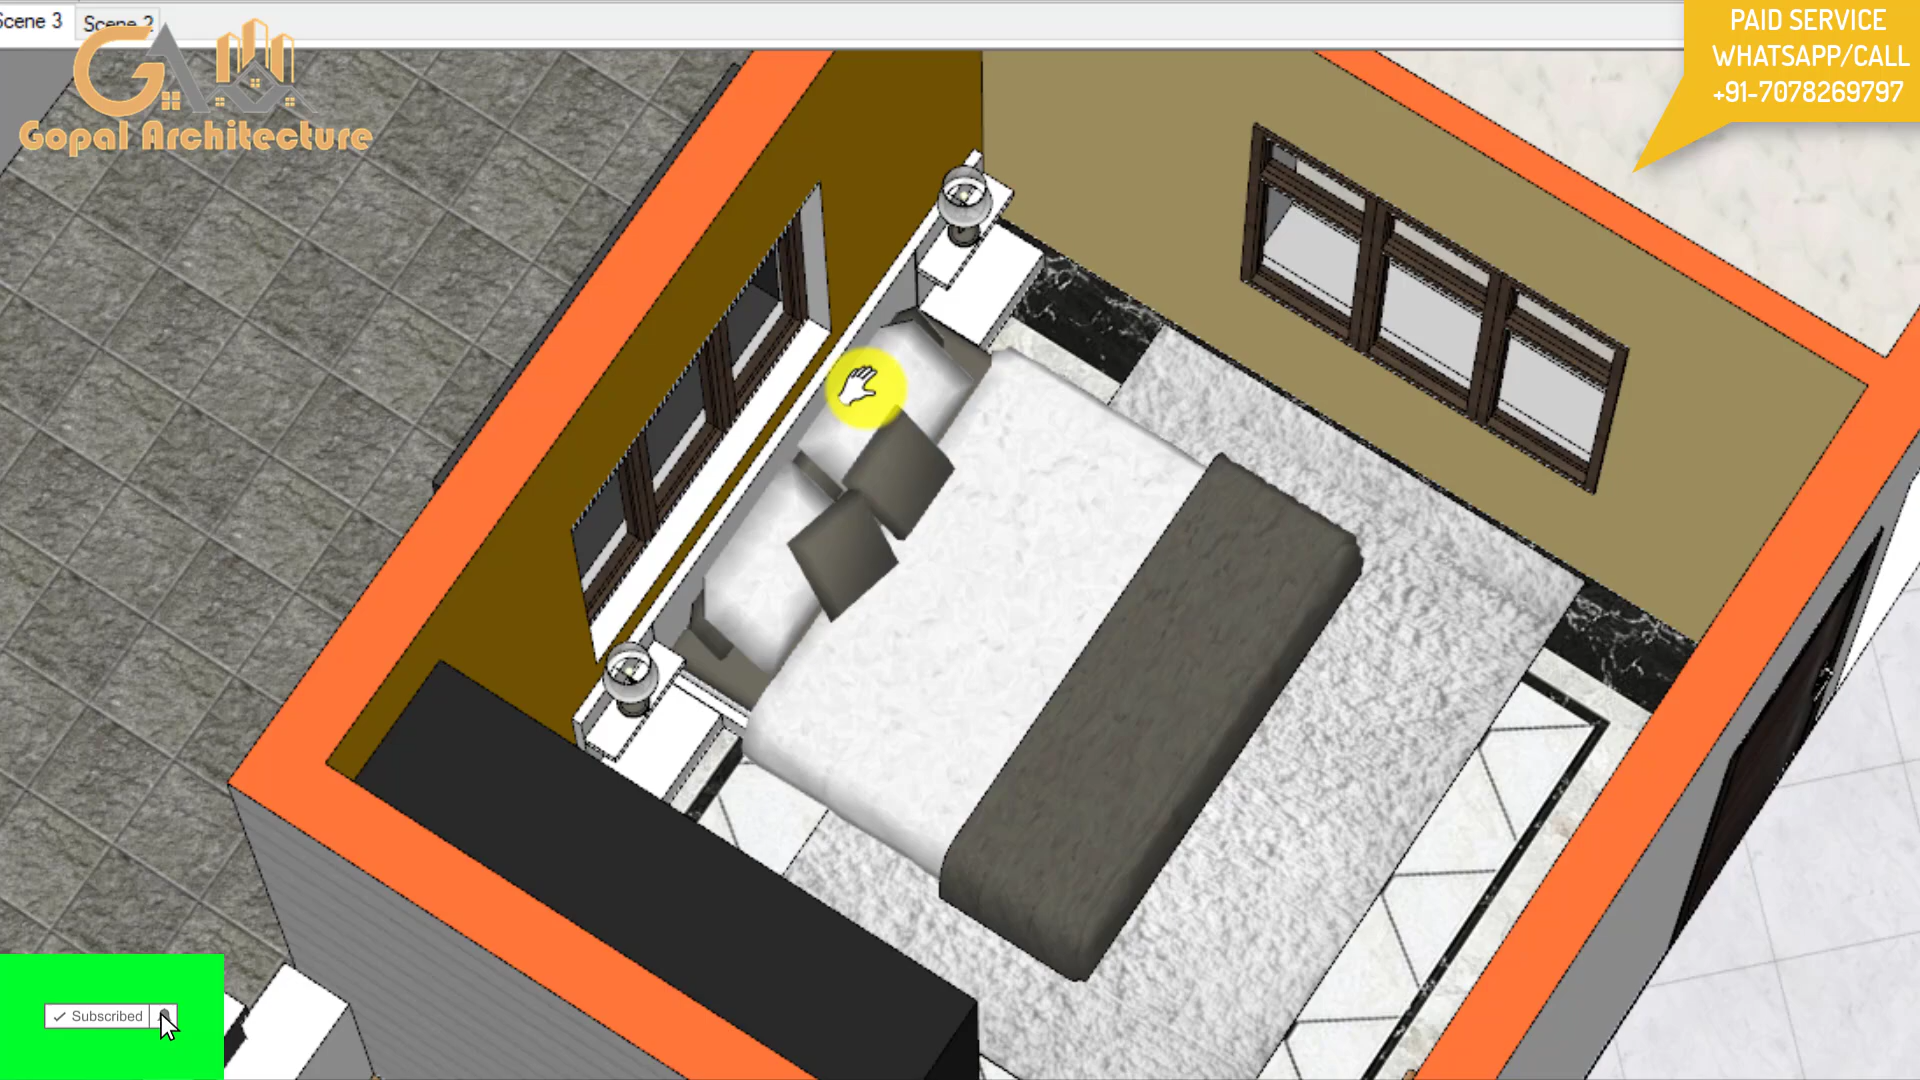 Scene 3
Scene 2
Gopal Architecture
PAID SERVICE
WHATSAPP/CALL
+91-7078269797
Subscribed